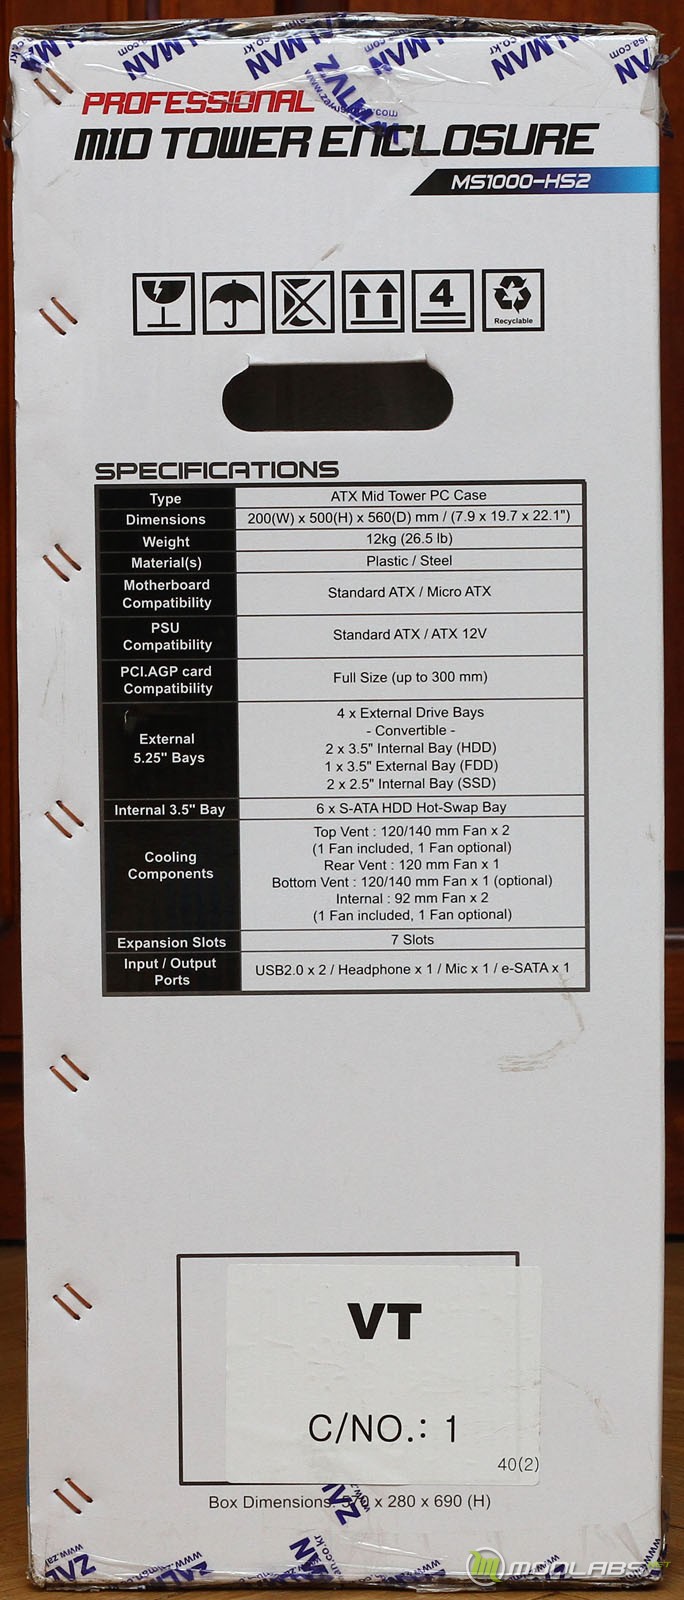 ZALMAN ZALMAN ZALMAN ZALMAN ZALMAN
PROFESSIONAL
MID TOWER ENCLOSURE
MS1000-HS2
4
Recyclable
SPECIFICATIONS
Type ATX Mid Tower PC Case
Dimensions 200(W) x 500(H) x 560(D) mm / (7.9 x 19.7 x 22.1")
Weight 12kg (26.5 lb)
Material(s) Plastic / Steel
Motherboard Compatibility Standard ATX / Micro ATX
PSU Compatibility Standard ATX / ATX 12V
PCI.AGP card Compatibility Full Size (up to 300 mm)
External 5.25" Bays
4 x External Drive Bays
- Convertible -
2 x 3.5" Internal Bay (HDD)
1 x 3.5" External Bay (FDD)
2 x 2.5" Internal Bay (SSD)
Internal 3.5" Bay 6 x S-ATA HDD Hot-Swap Bay
Cooling Components
Top Vent : 120/140 mm Fan x 2
(1 Fan included, 1 Fan optional)
Rear Vent : 120 mm Fan x 1
Bottom Vent : 120/140 mm Fan x 1 (optional)
Internal : 92 mm Fan x 2
(1 Fan included, 1 Fan optional)
Expansion Slots 7 Slots
Input / Output Ports USB2.0 x 2 / Headphone x 1 / Mic x 1 / e-SATA x 1
VT
C/NO.: 1
40(2)
Box Dimensions: x 280 x 690 (H)
MODLABS.NET